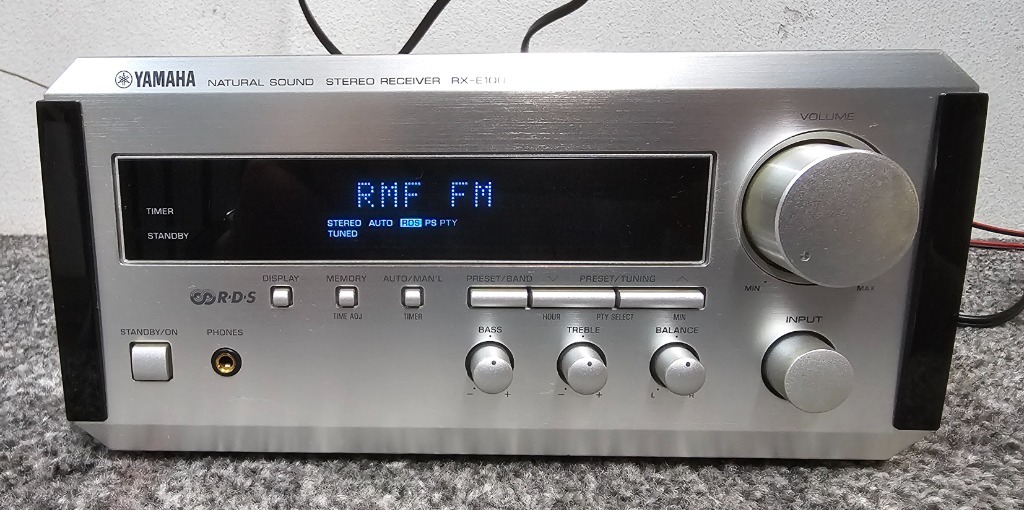 YAMAHA NATURAL SOUND STEREO RECEIVER RX-E100
VOLUME
RMF FM
TIMER
STEREO AUTO RDS PS PTY
STANDBY
TUNED
MIN MAX
R·D·S
DISPLAY MEMORY AUTO/MAN'L PRESET/BAND PRESET/TUNING
TIME ADJ TIMER HOUR PTY SELECT MIN
STANDBY/ON PHONES BASS TREBLE BALANCE INPUT
- + - + L R